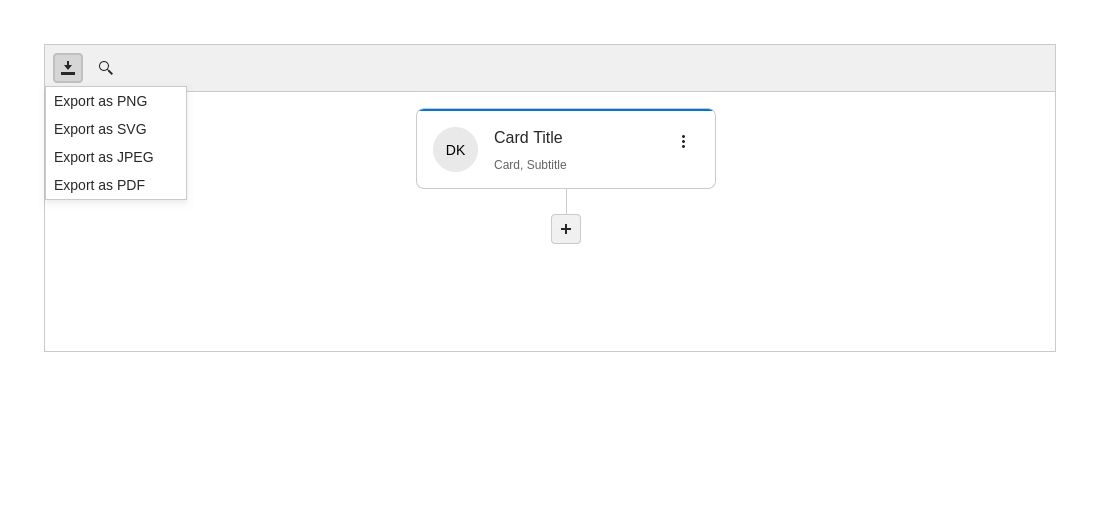 Export as PNG
Export as SVG
Export as JPEG
Export as PDF
DK
Card Title
Card, Subtitle